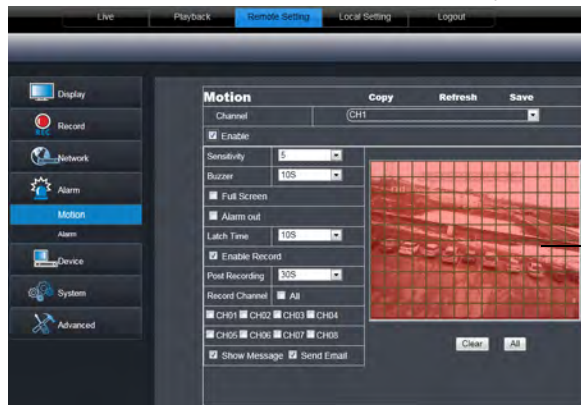 Live Playback Remote Setting Local Setting Logout
Display
Record
REC
Network
Alarm
Motion
Alarm
Device
System
Advanced
Motion Copy Refresh Save
Channel CH1
Enable
Sensitivity 5
Buzzer 10S
Full Screen
Alarm out
Latch Time 10S
Enable Record
Post Recording 30S
Record Channel All
CH01 CH02 CH03 CH04
CH05 CH06 CH07 CH08
Show Message Send Email
Clear All